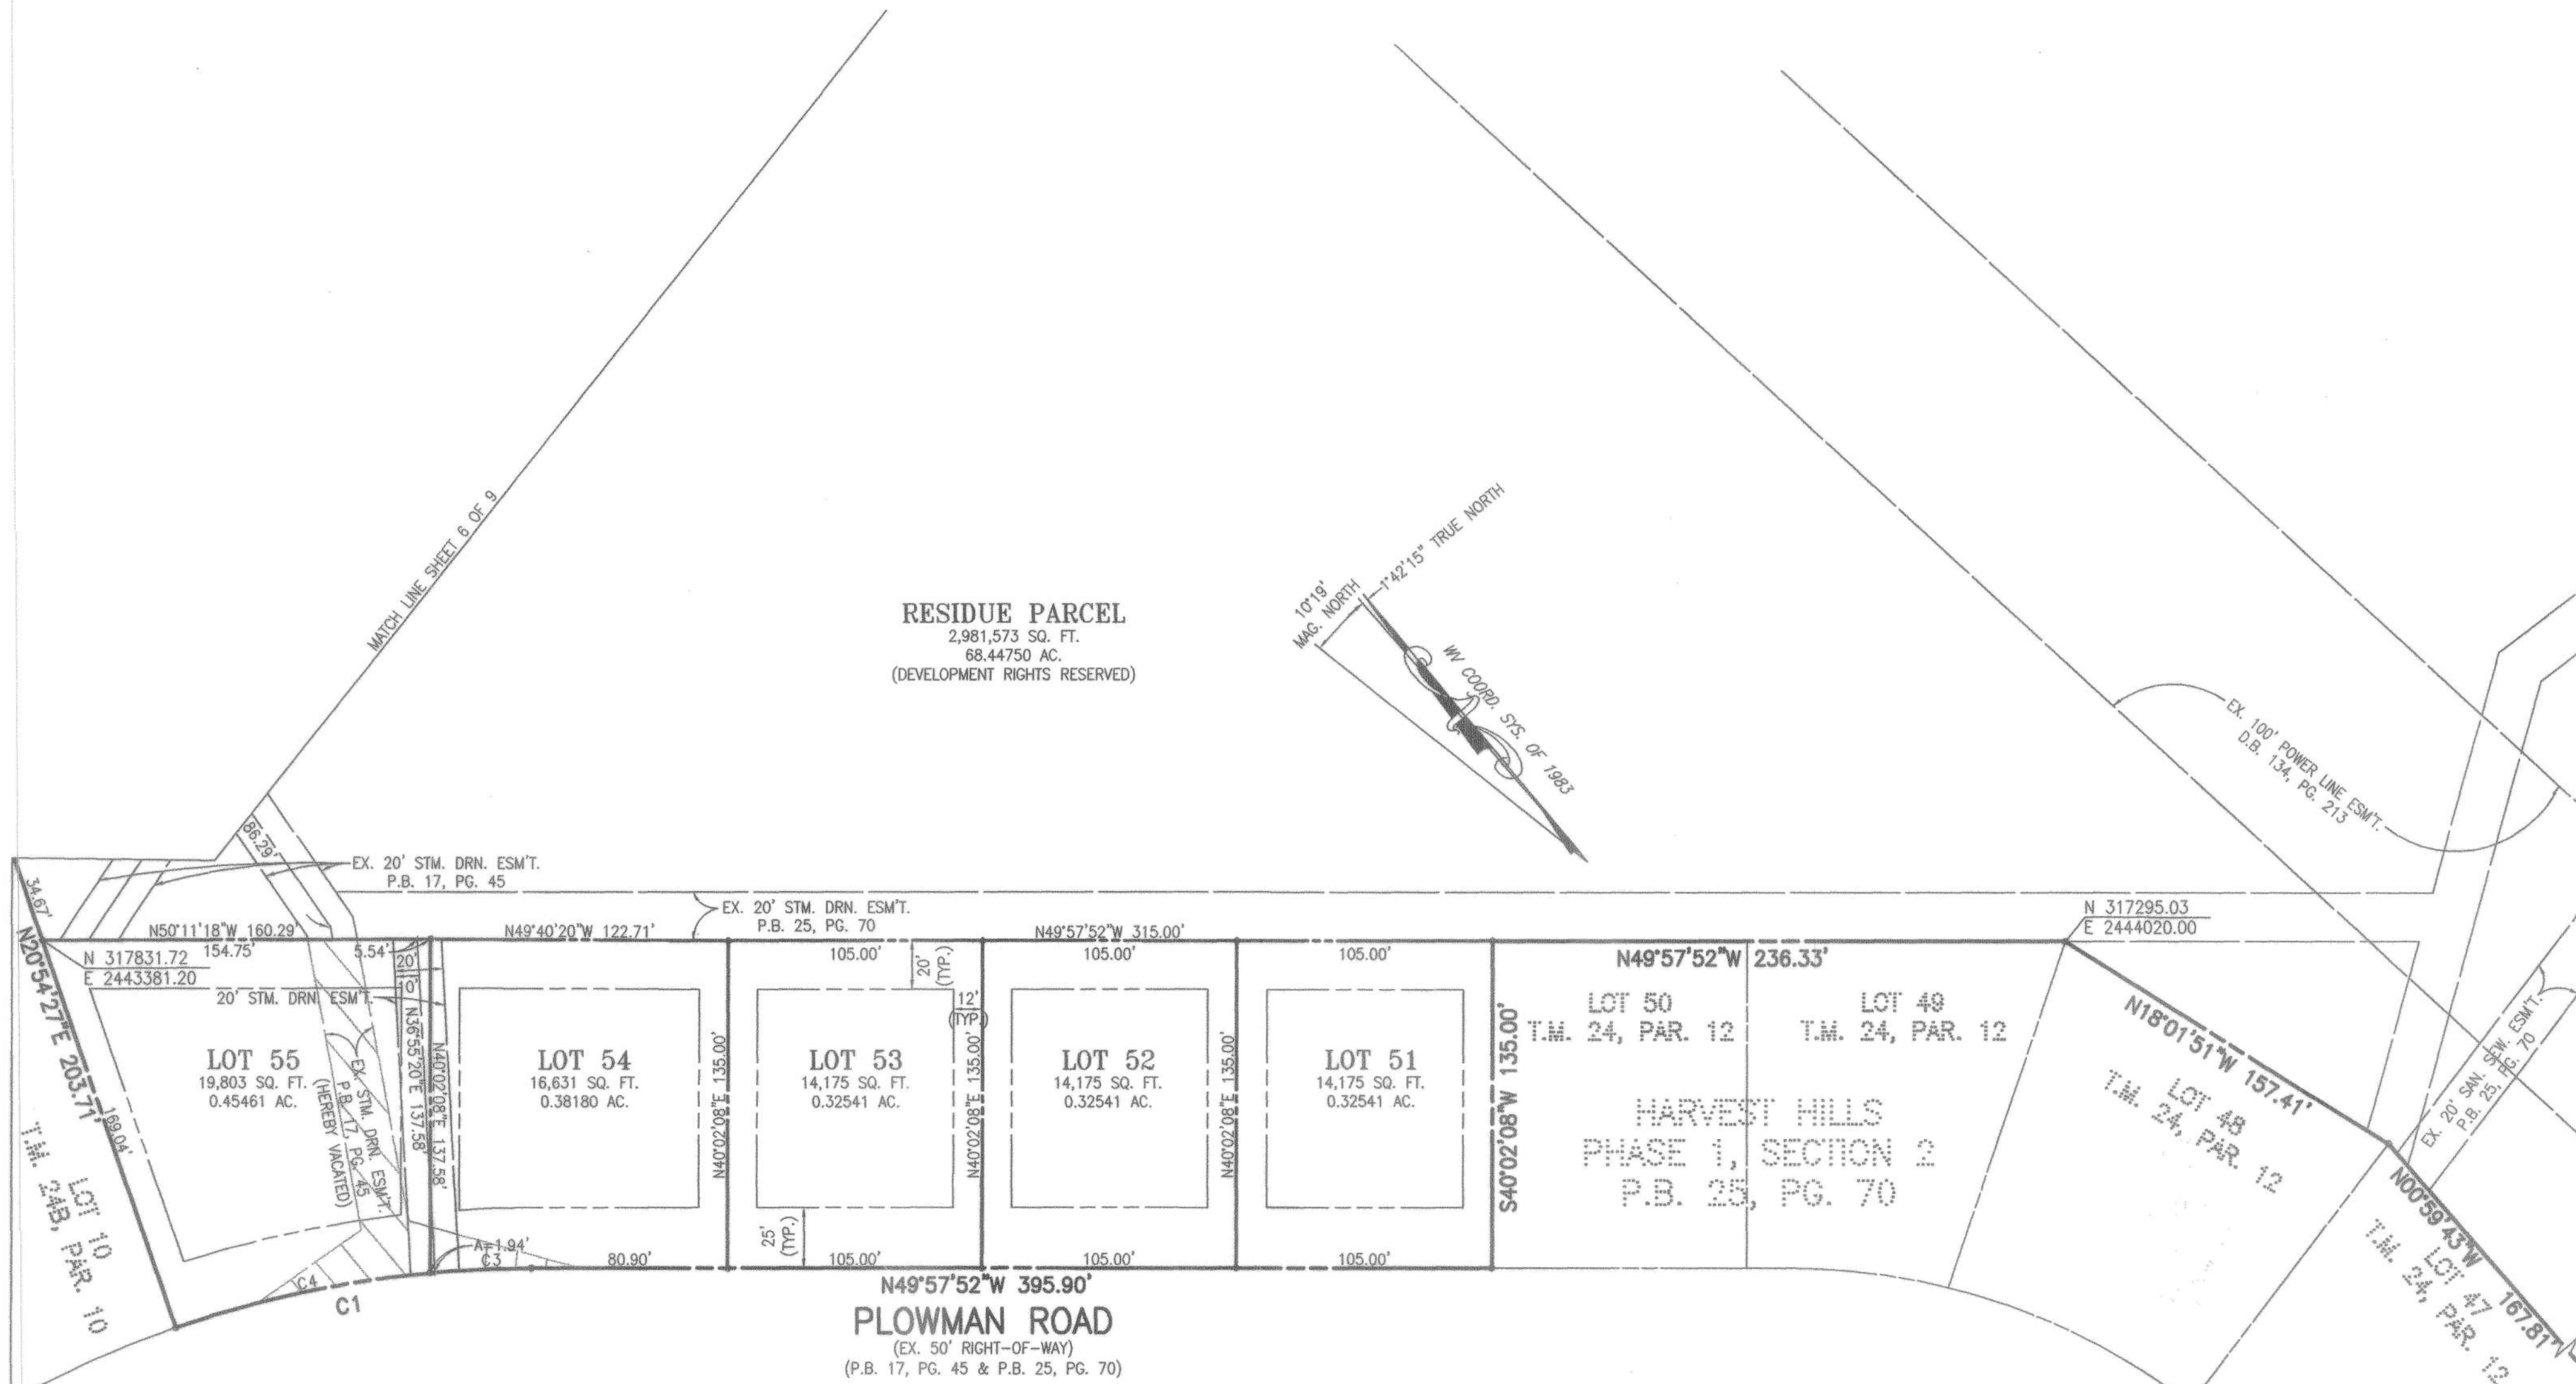 MATCH LINE SHEET 6 OF 9
RESIDUE PARCEL
2,981,573 SQ. FT.
68.44750 AC.
(DEVELOPMENT RIGHTS RESERVED)
10°19'
MAG. NORTH
1°42'15" TRUE NORTH
WV COORD. SYS. OF 1983
EX. 100' POWER LINE ESM'T.
D.B. 134, PG. 213
86.29'
34.67'
EX. 20' STM. DRN. ESM'T.
P.B. 17, PG. 45
EX. 20' STM. DRN. ESM'T.
P.B. 25, PG. 70
N50°11'18"W 160.29'
154.75'
5.54'
N49°40'20"W 122.71'
N49°57'52"W 315.00'
105.00'
105.00'
105.00'
N49°57'52"W 236.33'
N 317295.03
E 2444020.00
N 317831.72
E 2443381.20
20' STM. DRN. ESM'T.
20'
10'
20'
(TYP.)
12'
(TYP.)
N20°54'27"E 203.71'
169.04'
LOT 55
19,803 SQ. FT.
0.45461 AC.
EX. STM. DRN. ESM'T.
P.B. 17, PG. 45
(HEREBY VACATED)
N36°55'20"E 137.58'
N40°02'08"E 137.58'
LOT 54
16,631 SQ. FT.
0.38180 AC.
N40°02'08"E 135.00'
LOT 53
14,175 SQ. FT.
0.32541 AC.
N40°02'08"E 135.00'
LOT 52
14,175 SQ. FT.
0.32541 AC.
N40°02'08"E 135.00'
LOT 51
14,175 SQ. FT.
0.32541 AC.
S40°02'08"W 135.00'
LOT 50
T.M. 24, PAR. 12
LOT 49
T.M. 24, PAR. 12
HARVEST HILLS
PHASE 1, SECTION 2
P.B. 25, PG. 70
N18°01'51"W 157.41'
LOT 48
T.M. 24, PAR. 12
EX. 20' SAN. SEW. ESM'T.
P.B. 25, PG. 70
N00°59'43"W 167.81'
LOT 47
T.M. 24, PAR. 12
LOT 10
T.M. 24B, PAR. 10
C4
C1
A=1.94'
C3
80.90'
25'
(TYP.)
105.00'
105.00'
105.00'
N49°57'52"W 395.90'
PLOWMAN ROAD
(EX. 50' RIGHT-OF-WAY)
(P.B. 17, PG. 45 & P.B. 25, PG. 70)